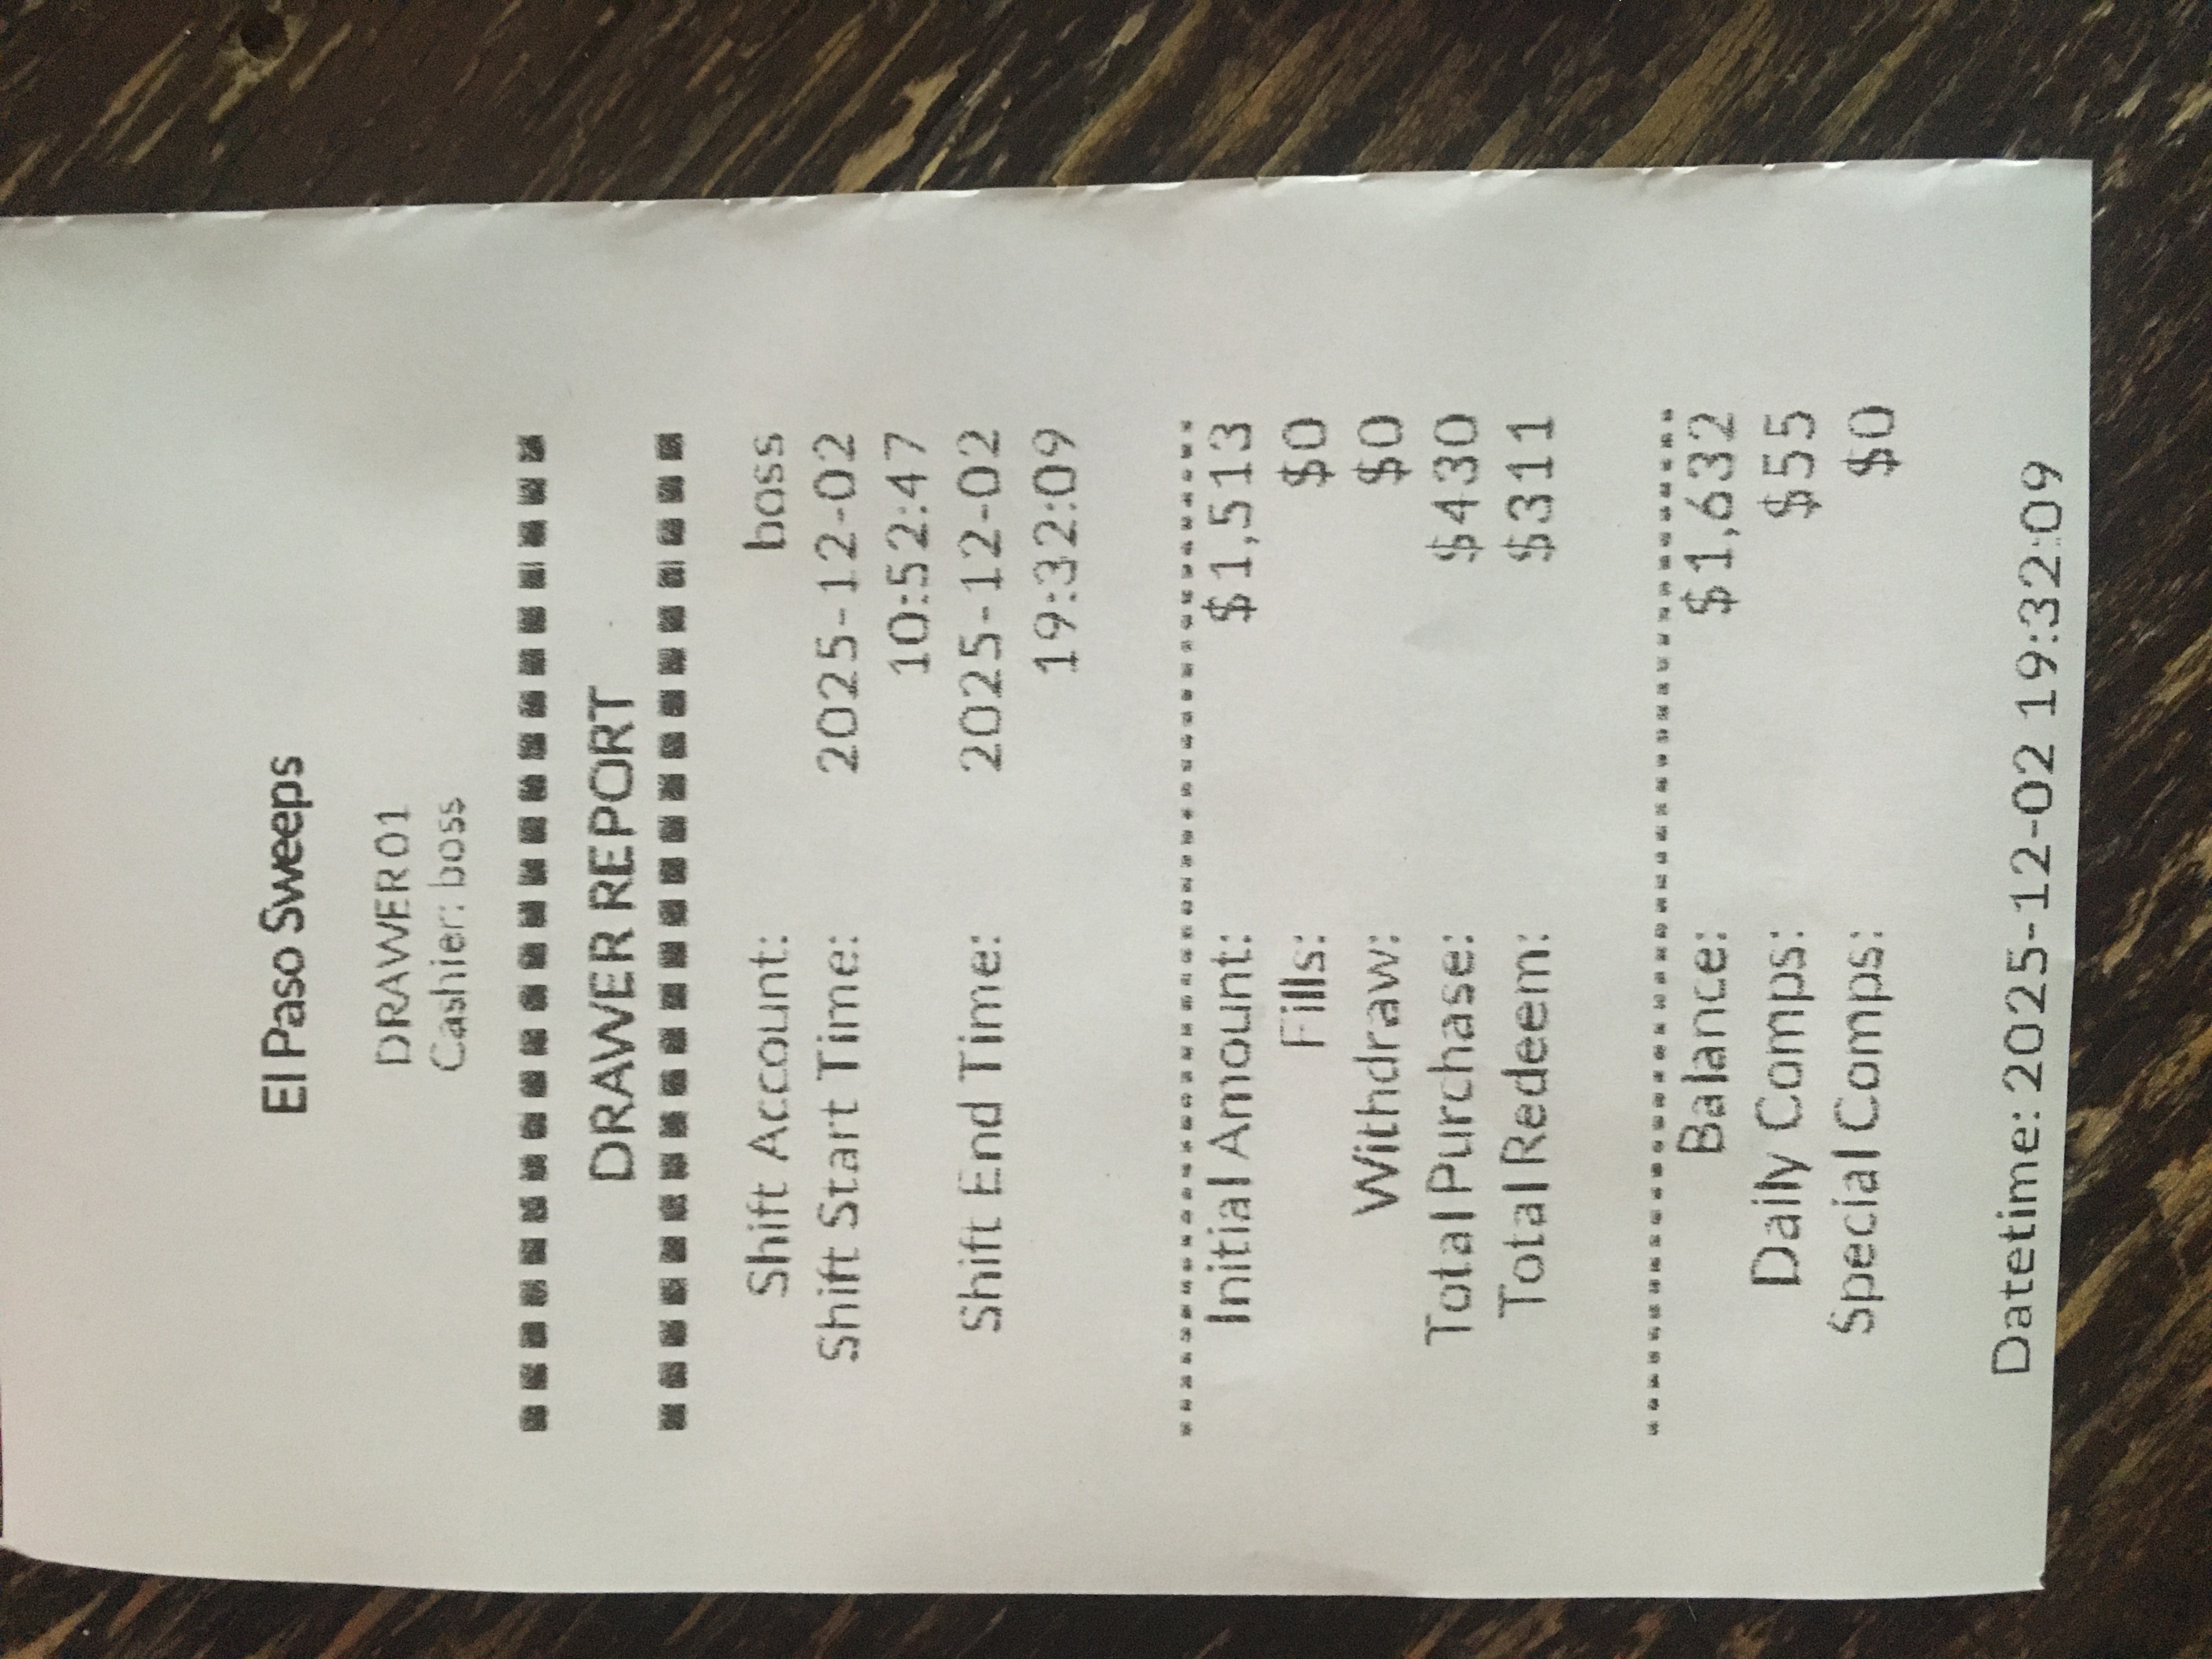 El Paso Sweeps
DRAWER 01
Cashier: boss
DRAWER REPORT
Shift Account: boss
Shift Start Time: 2025-12-02
10:52:47
Shift End Time: 2025-12-02
19:32:09
Initial Amount: $1,513
Fills: $0
Withdraw: $0
Total Purchase: $430
Total Redeem: $311
Balance: $1,632
Daily Comps: $55
Special Comps: $0
Datetime: 2025-12-02 19:32:09